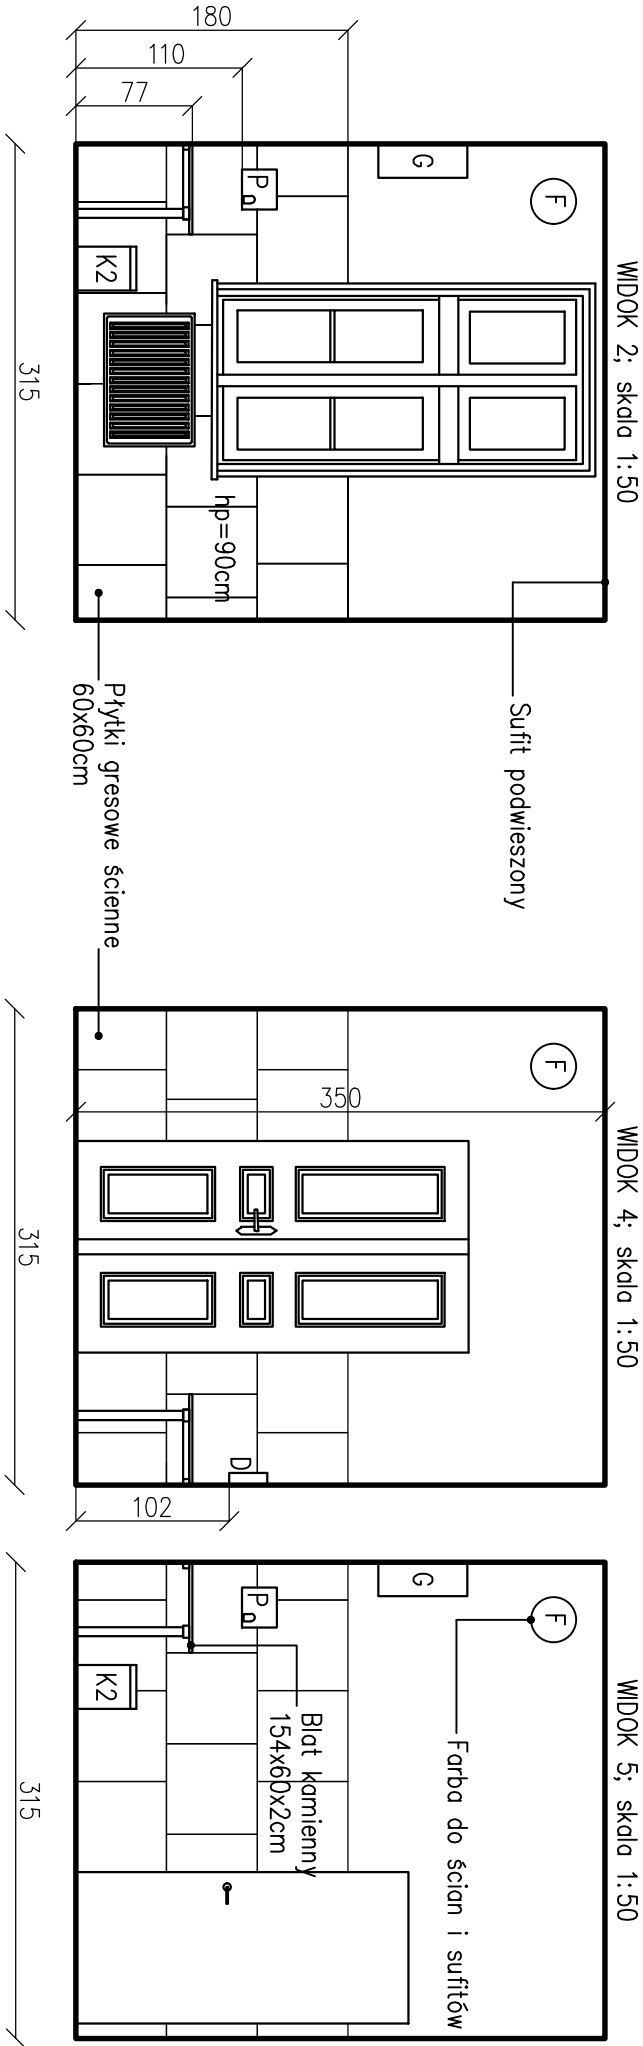 WIDOK 2; skala 1:50
180
110
77
G
F
P
K2
hp=90cm
315
Sufit podwieszony
Płytki gresowe ścienne
60x60cm
WIDOK 4; skala 1:50
F
350
D
102
315
WIDOK 5; skala 1:50
G
F
P
K2
Blat kamienny
154x60x2cm
Farba do ścian i sufitów
315